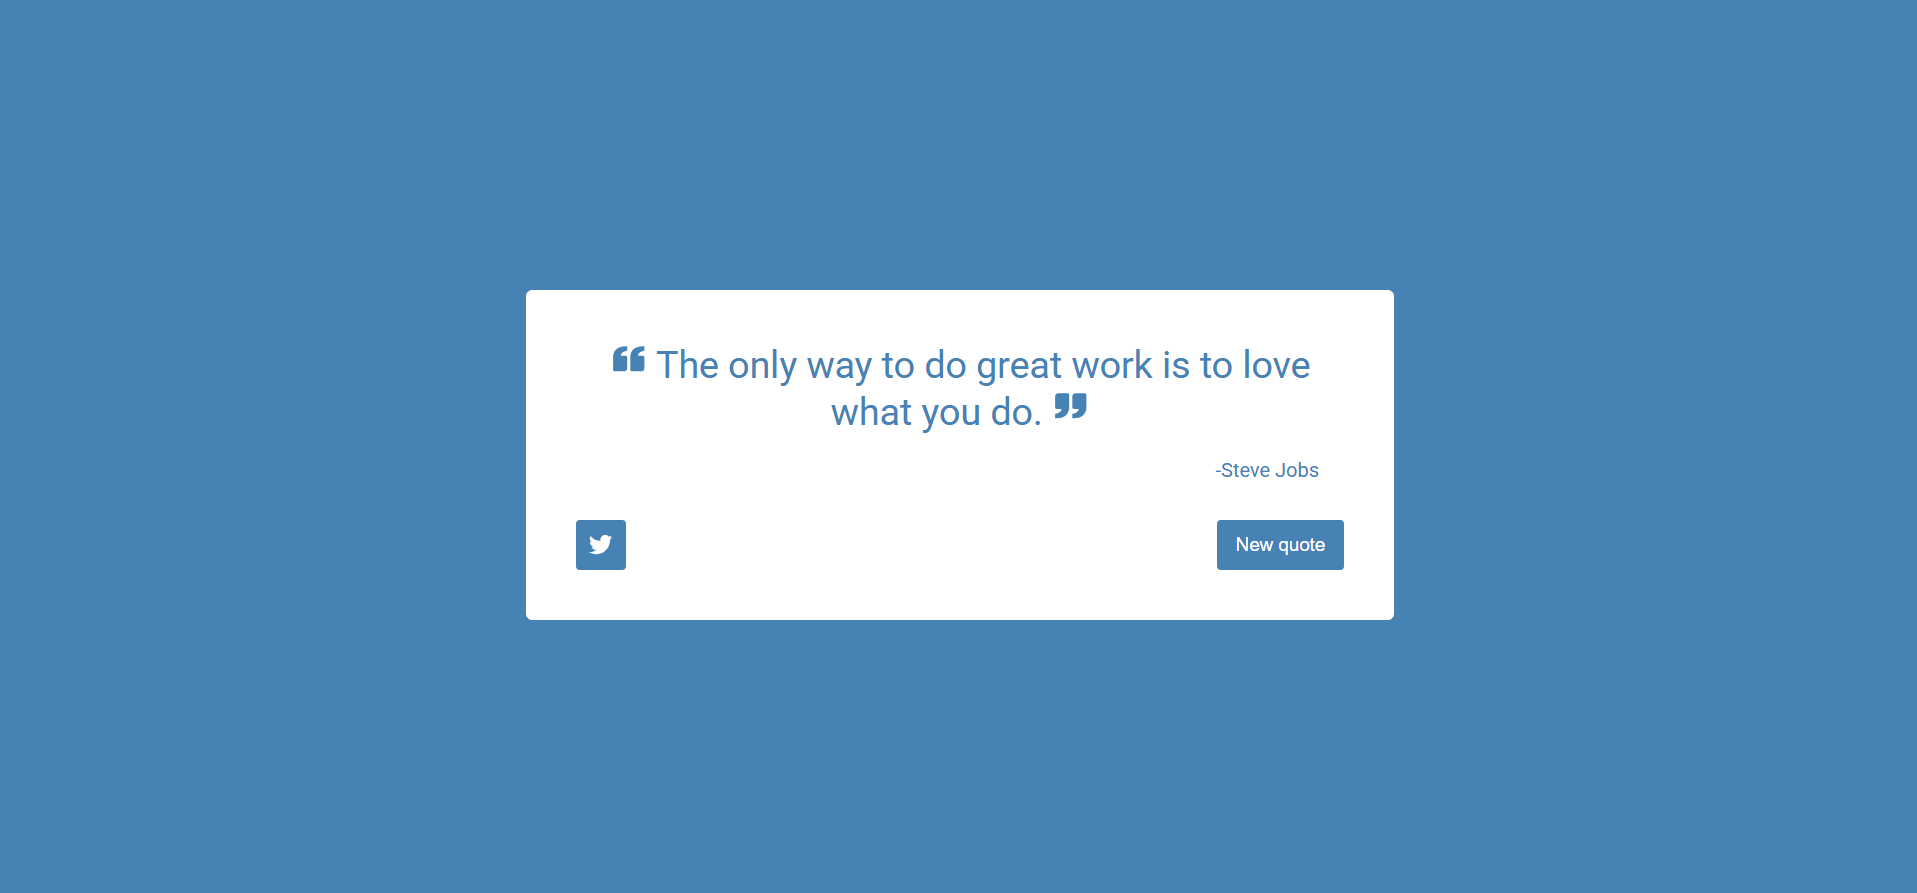 “ The only way to do great work is to love
what you do. ”
-Steve Jobs
New quote